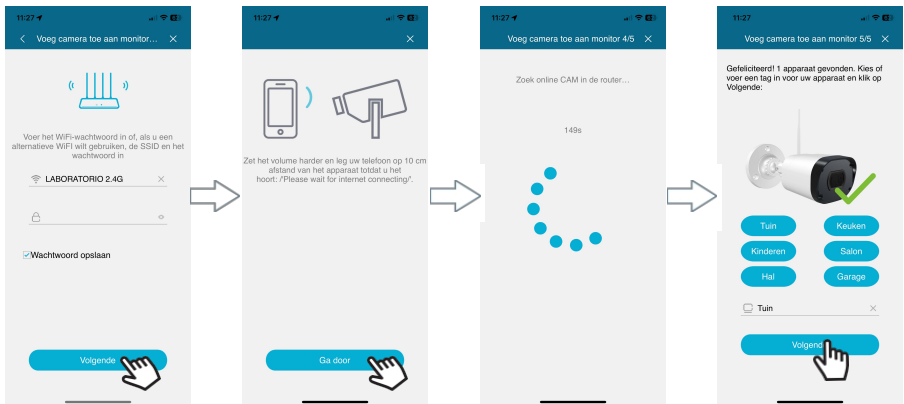 11:27
Voeg camera toe aan monitor...
Voer het WiFi-wachtwoord in of, als u een
alternatieve WiFI wilt gebruiken, de SSID en het
wachtwoord in
LABORATORIO 2.4G
Wachtwoord opslaan
Volgende
11:27
Zet het volume harder en leg uw telefoon op 10 cm
afstand van het apparaat totdat u het
hoort: /'Please wait for internet connecting/'.
Ga door
11:27
Voeg camera toe aan monitor 4/5
Zoek online CAM in de router...
149s
11:27
Voeg camera toe aan monitor 5/5
Gefeliciteerd! 1 apparaat gevonden. Kies of
voer een tag in voor uw apparaat en klik op
Volgende:
Tuin
Keuken
Kinderen
Salon
Hal
Garage
Tuin
Volgend